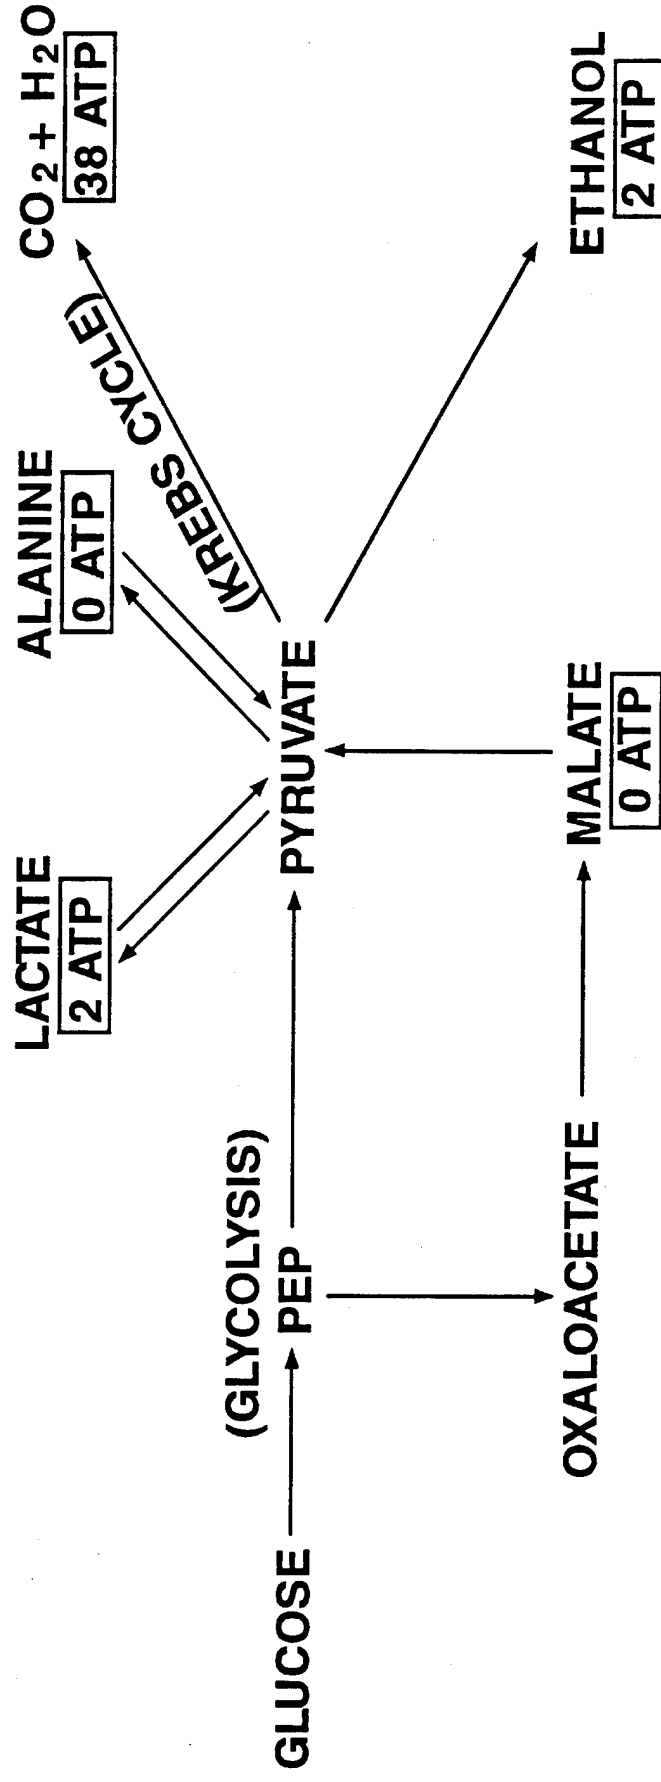 LACTATE
2 ATP
ALANINE
0 ATP
CO2 + H2O
38 ATP
(KREBS CYCLE)
(GLYCOLYSIS)
GLUCOSE
PEP
PYRUVATE
OXALOACETATE
MALATE
0 ATP
ETHANOL
2 ATP